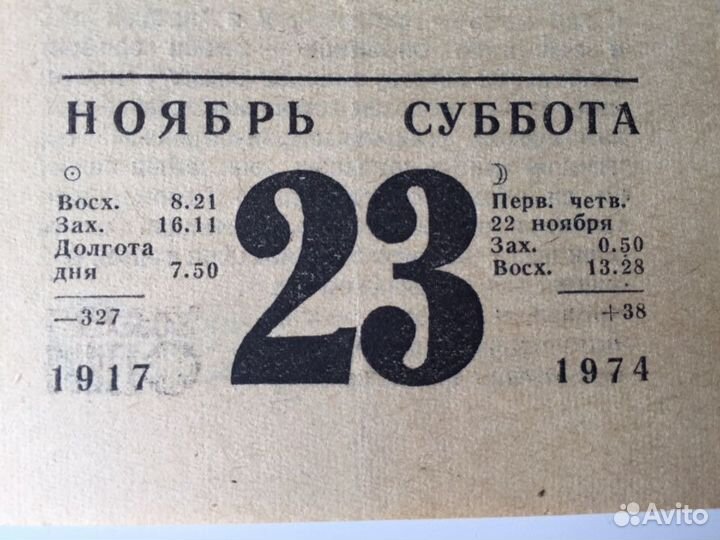 НОЯБРЬ СУББОТА
Восх. 8.21
Зах. 16.11
Долгота
дня 7.50
—327
1917
23
Перв. четв.
22 ноября
Зах. 0.50
Восх. 13.28
+38
1974
Avito